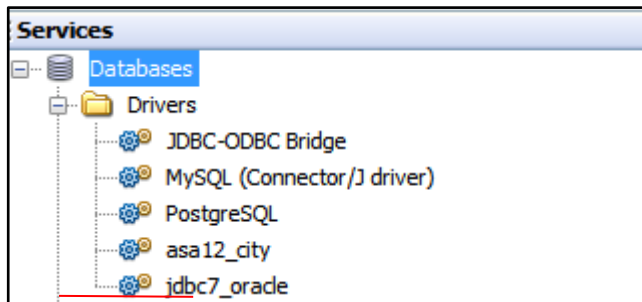 Services
Databases
Drivers
JDBC-ODBC Bridge
MySQL (Connector/J driver)
PostgreSQL
asa12_city
jdbc7_oracle